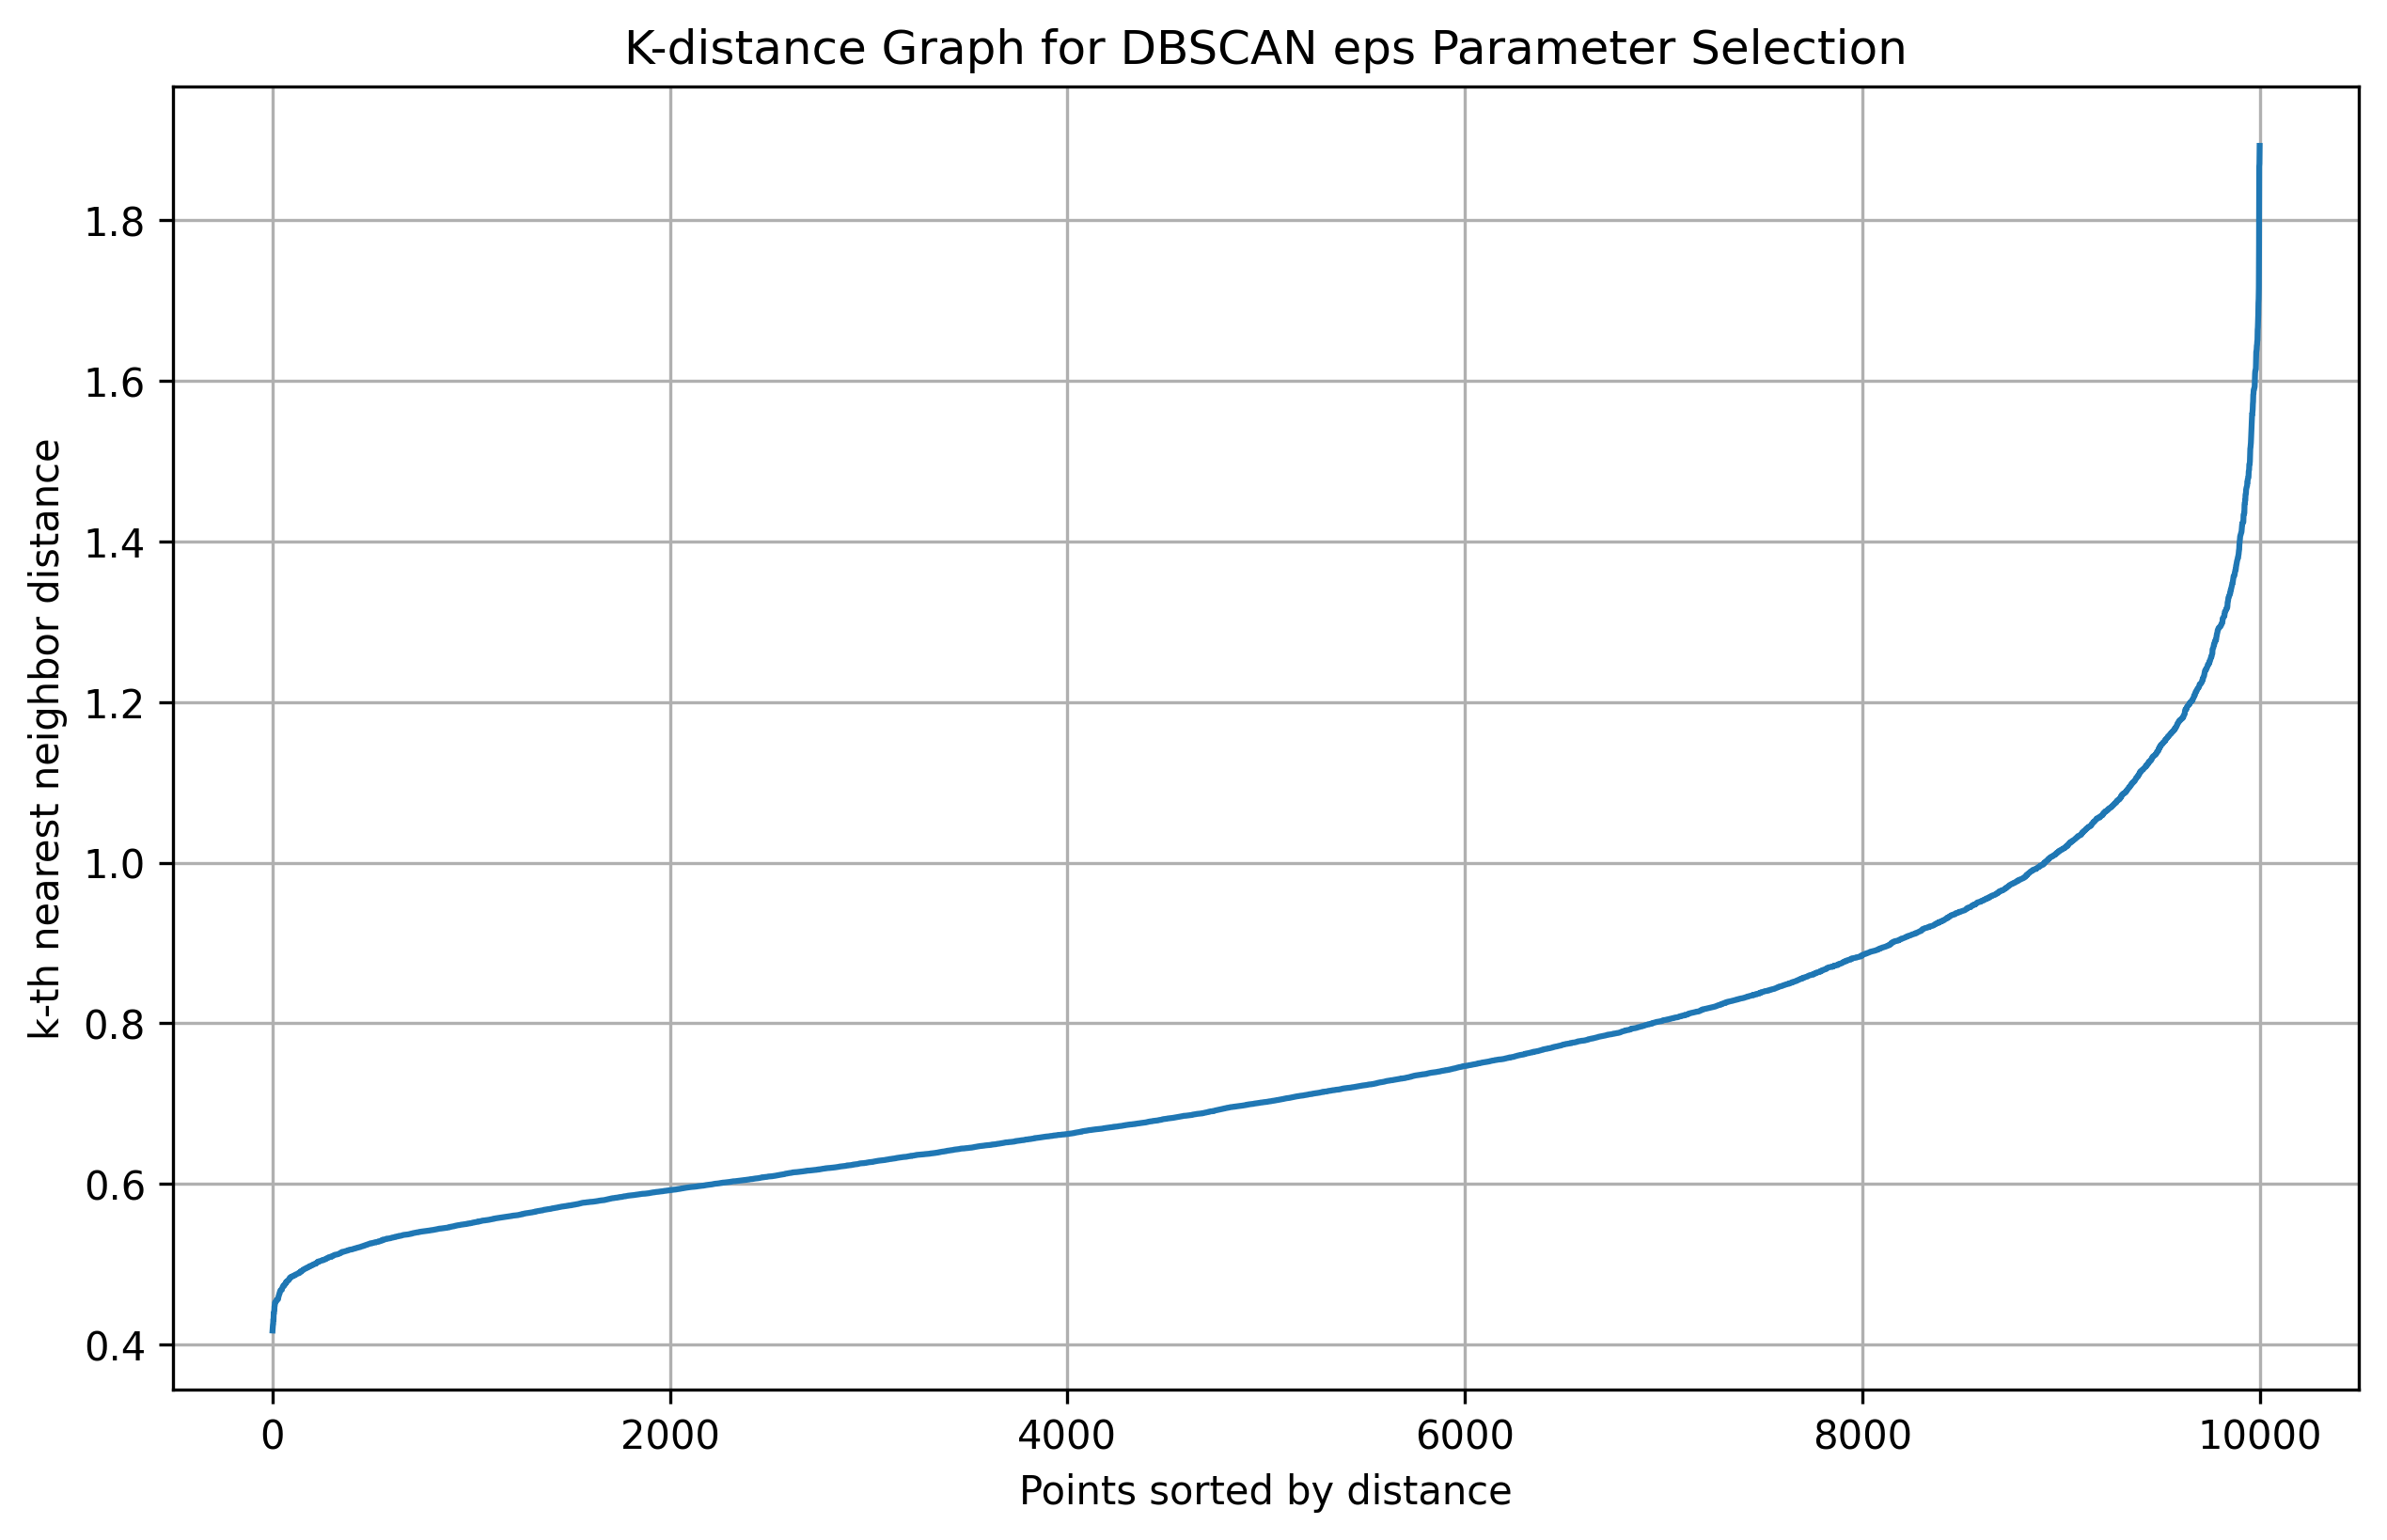 K-distance Graph for DBSCAN eps Parameter Selection
k-th nearest neighbor distance
1.8
1.6
1.4
1.2
1.0
0.8
0.6
0.4
0 2000 4000 6000 8000 10000
Points sorted by distance